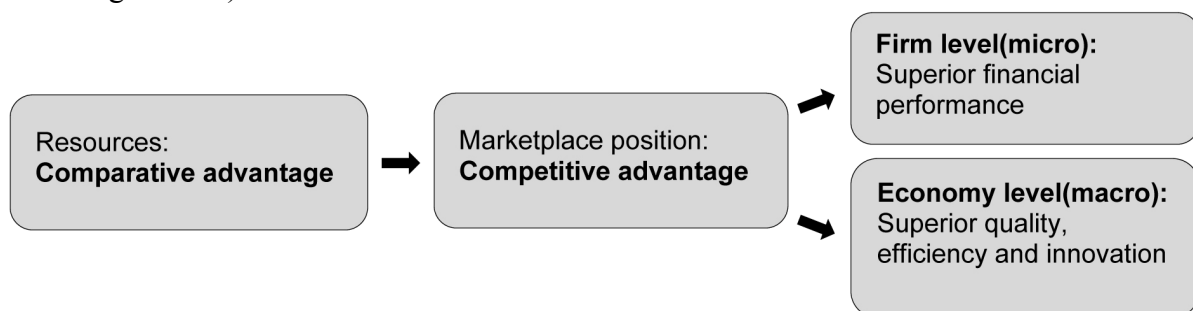 Resources:
Comparative advantage
Marketplace position:
Competitive advantage
Firm level(micro):
Superior financial
performance
Economy level(macro):
Superior quality,
efficiency and innovation